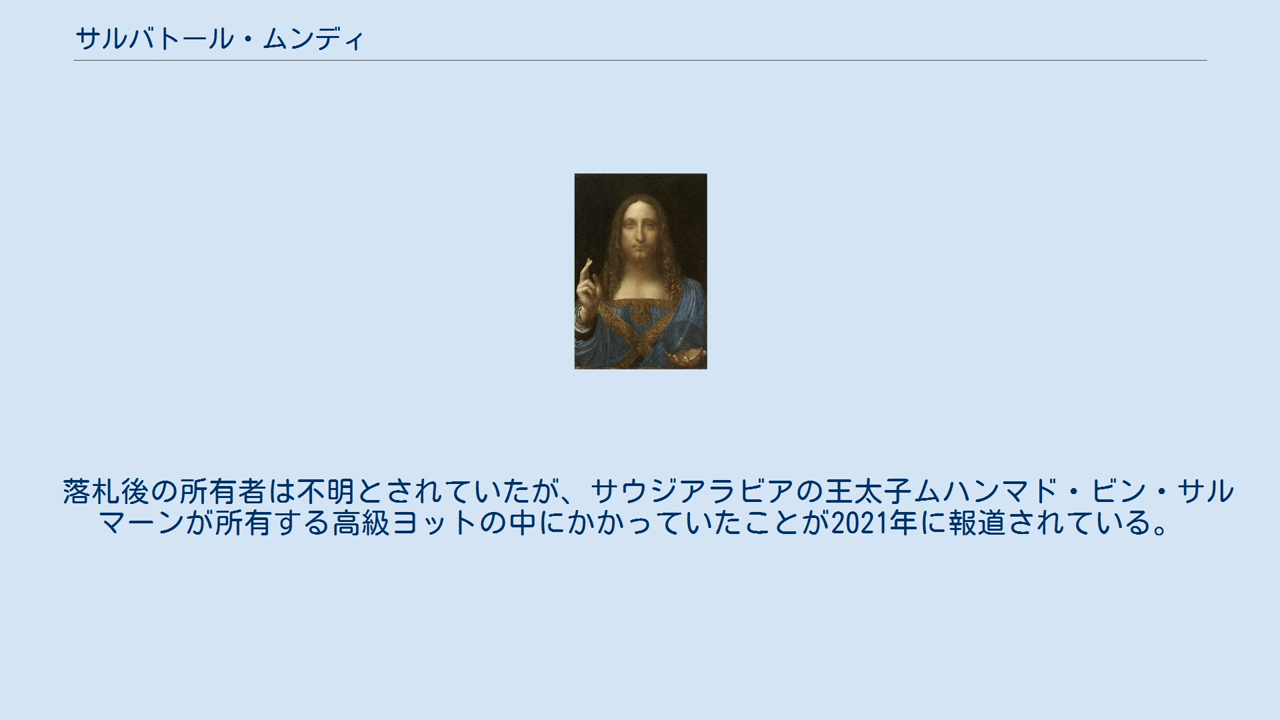 サルバトール・ムンディ
落札後の所有者は不明とされていたが、サウジアラビアの王太子ムハンマド・ビン・サル
マーンが所有する高級ヨットの中にかかっていたことが2021年に報道されている。